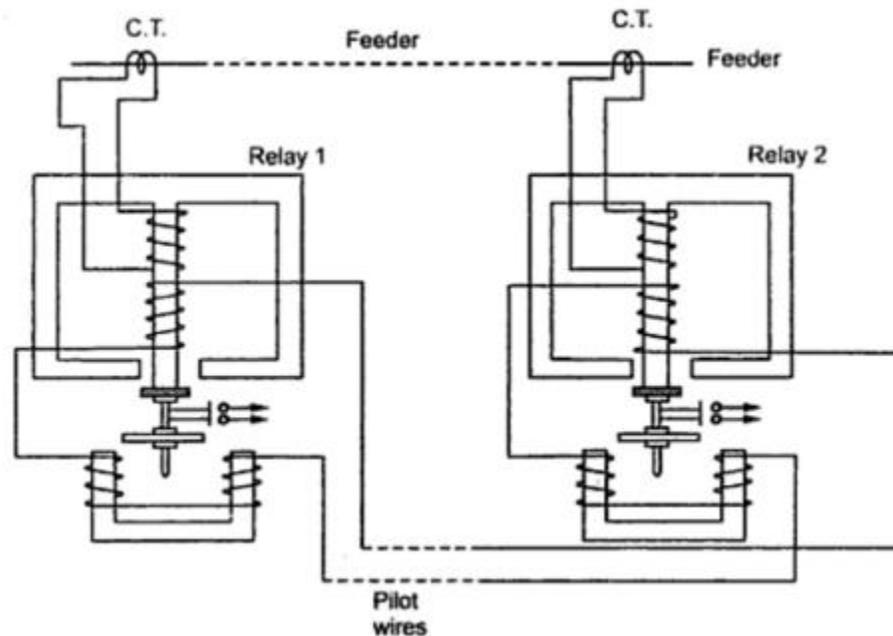 C.T.
Feeder
C.T.
Feeder
Relay 1
Relay 2
Pilot
wires